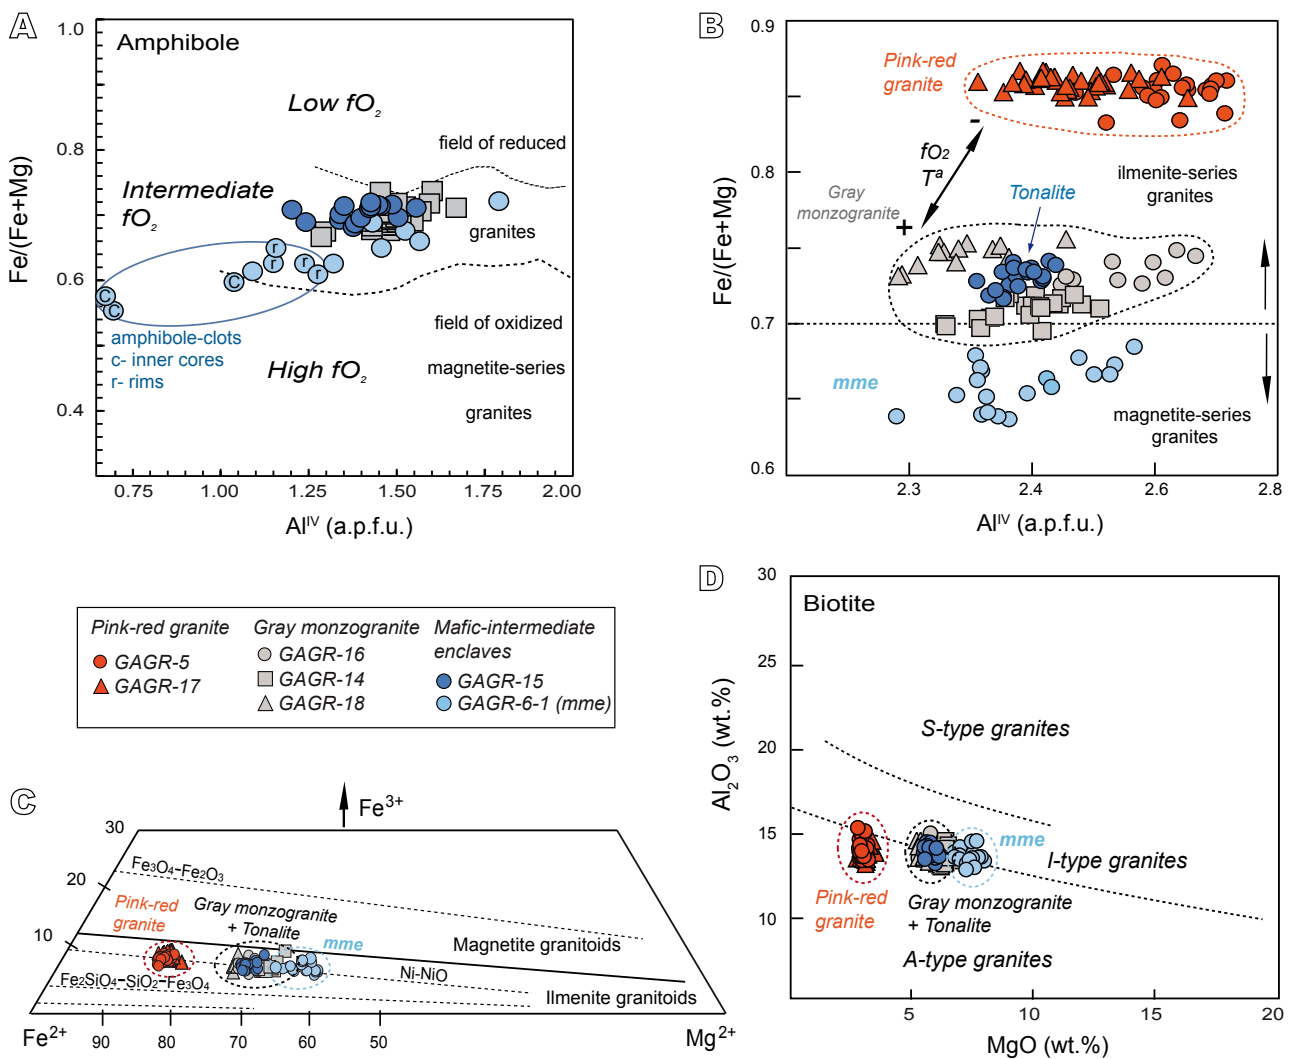 A
Amphibole
1.0
0.8
0.6
0.4
Fe/(Fe+Mg)
Low fO2
field of reduced
Intermediate
fO2
granites
r
r
r
r
c
c
c
amphibole-clots
c- inner cores
r- rims
field of oxidized
High fO2
magnetite-series
granites
0.75
1.00
1.25
1.50
1.75
2.00
AlIV (a.p.f.u.)
B
0.9
0.8
0.7
0.6
Fe/(Fe+Mg)
Pink-red
granite
-
fO2
Ta
+
ilmenite-series
granites
Gray
monzogranite
Tonalite
mme
magnetite-series
granites
2.3
2.4
2.6
2.8
AlIV (a.p.f.u.)
Pink-red granite
GAGR-5
GAGR-17
Gray monzogranite
GAGR-16
GAGR-14
GAGR-18
Mafic-intermediate
enclaves
GAGR-15
GAGR-6-1 (mme)
C
Fe3+
30
20
10
Fe3O4-Fe2O3
Pink-red
granite
Gray monzogranite
+ Tonalite
mme
Magnetite granitoids
Ni-NiO
Fe2SiO4-SiO2-Fe3O4
Ilmenite granitoids
Fe2+
90
80
70
60
50
Mg2+
D
Biotite
30
25
20
15
10
Al2O3 (wt.%)
S-type granites
mme
I-type granites
Pink-red
granite
Gray monzogranite
+ Tonalite
A-type granites
5
10
15
20
MgO (wt.%)